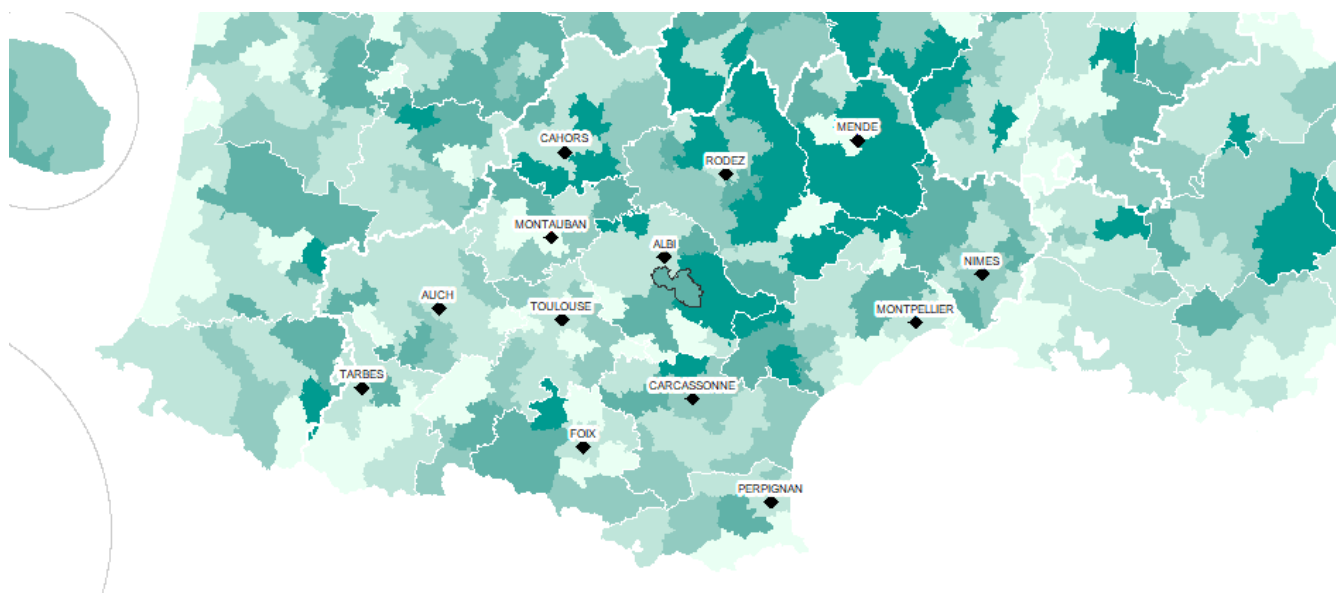 MENDE
CAHORS
RODEZ
MONTAUBAN
ALBI
NIMES
AUCH
TOULOUSE
MONTPELLIER
TARBES
CARCASSONNE
FOIX
PERPIGNAN